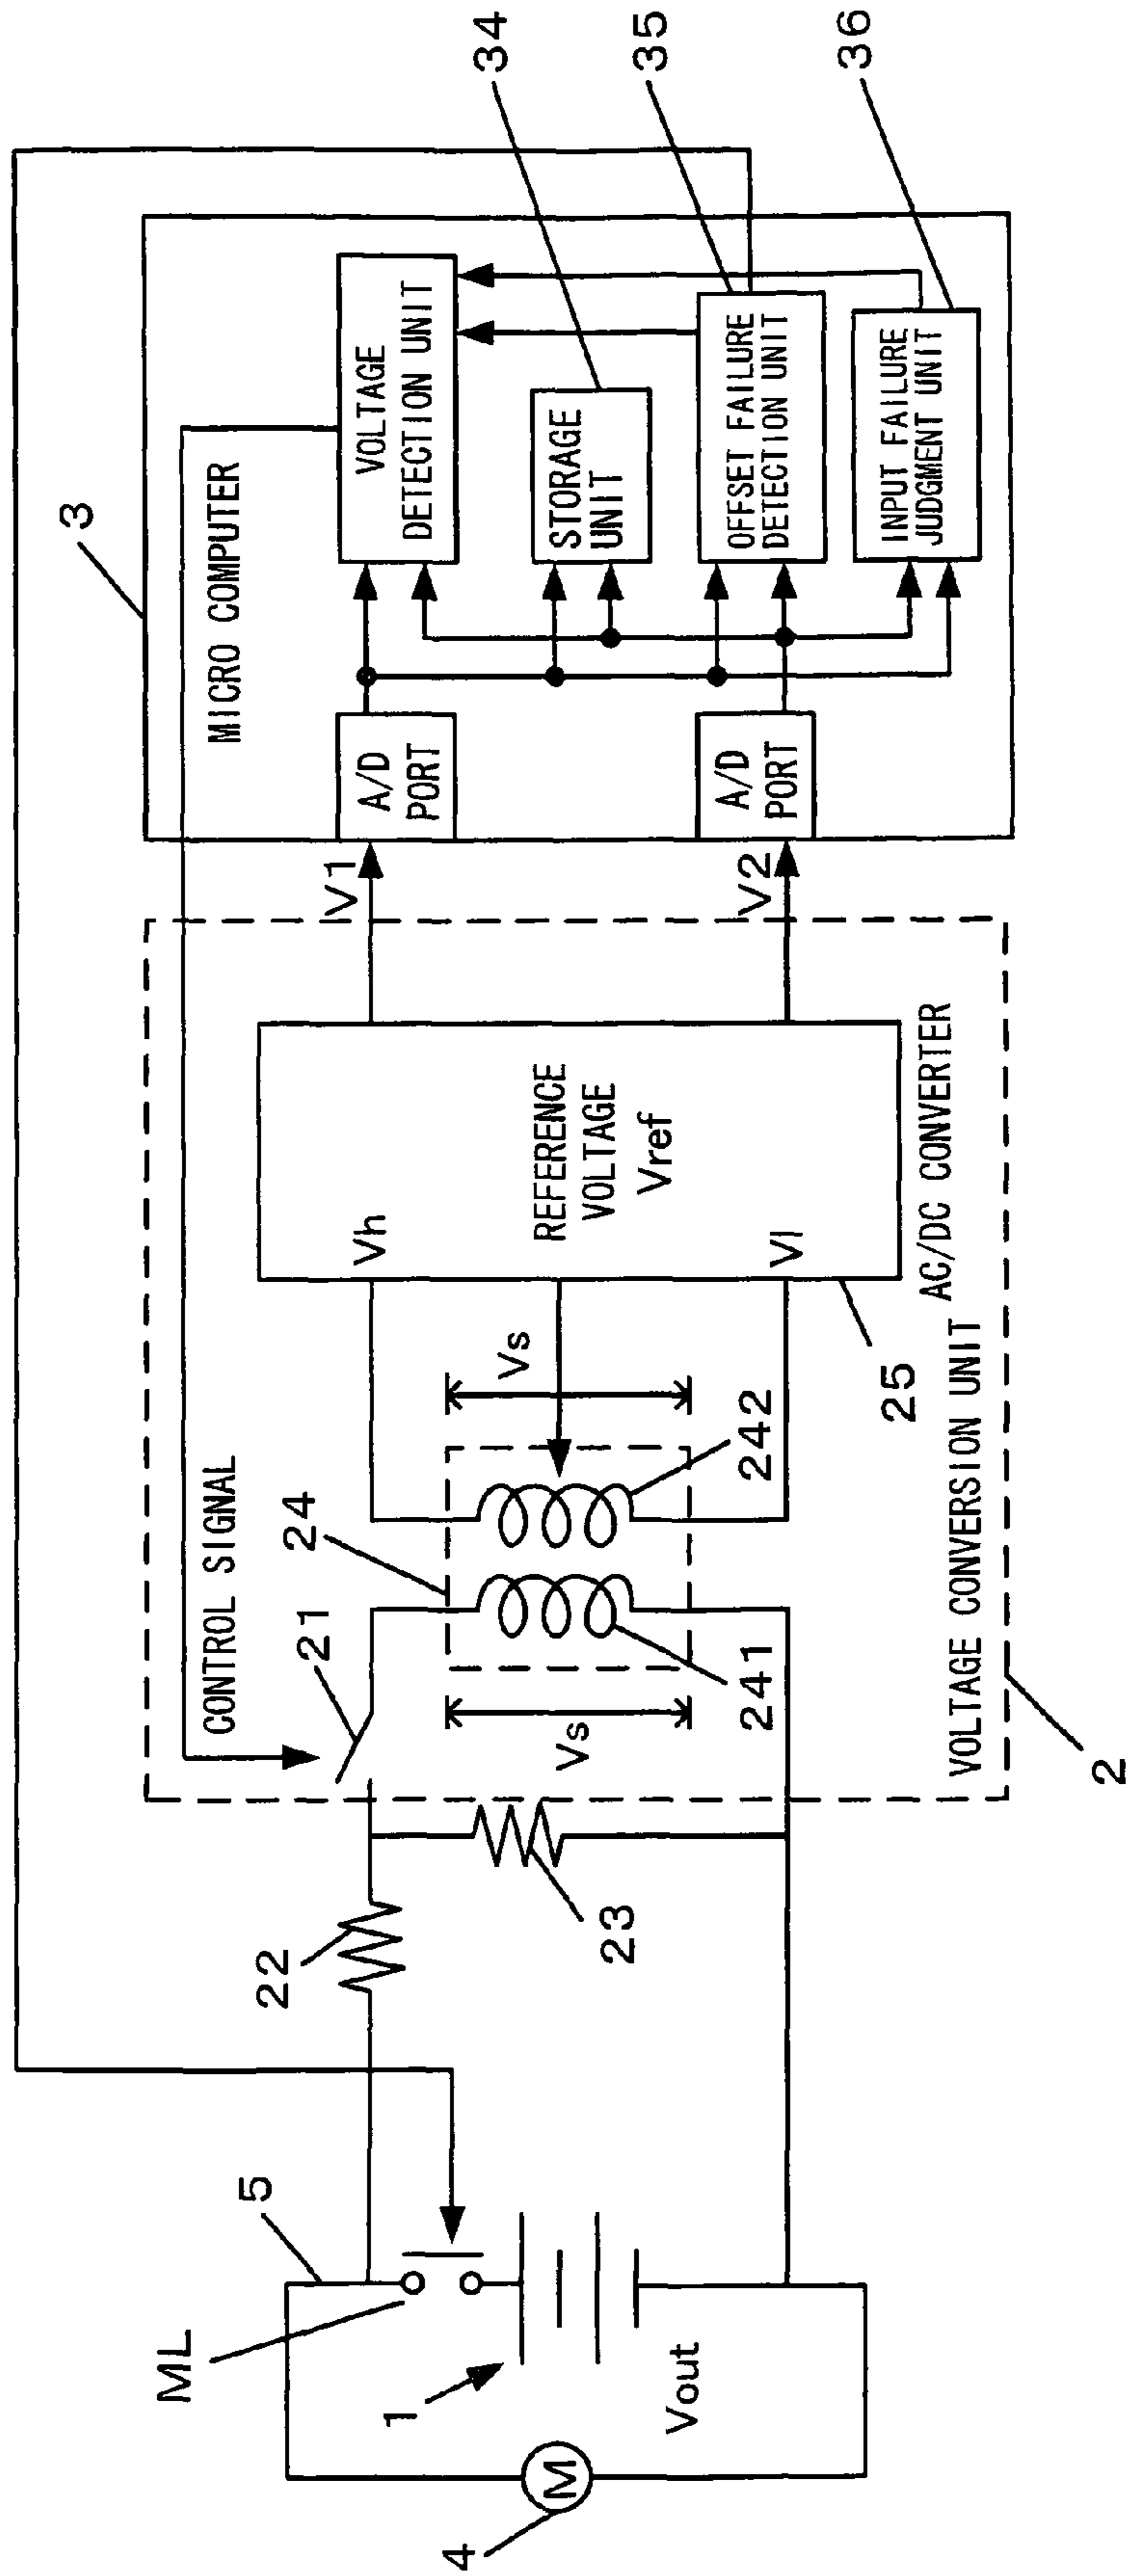 3
MICRO COMPUTER
VOLTAGE
DETECTION UNIT
34
STORAGE
UNIT
35
OFFSET FAILURE
DETECTION UNIT
36
INPUT FAILURE
JUDGMENT UNIT
A/D
PORT
A/D
PORT
V1
V2
CONTROL SIGNAL
21
24
Vs
241
242
Vs
Vh
REFERENCE
VOLTAGE
Vref
Vl
25
AC/DC CONVERTER
VOLTAGE CONVERSION UNIT
2
22
23
5
ML
1
Vout
M
4